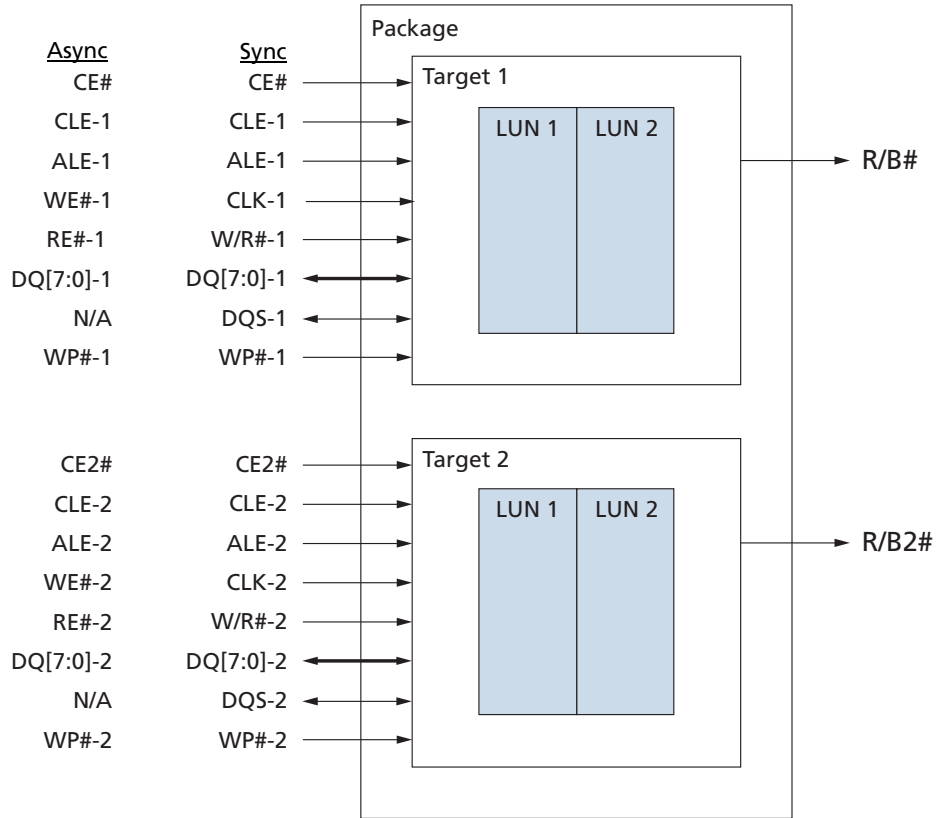 Package
Async Sync
CE# CE# Target 1
CLE-1 CLE-1 LUN 1 LUN 2
ALE-1 ALE-1 R/B#
WE#-1 CLK-1
RE#-1 W/R#-1
DQ[7:0]-1 DQ[7:0]-1
N/A DQS-1
WP#-1 WP#-1
CE2# CE2# Target 2
CLE-2 CLE-2 LUN 1 LUN 2
ALE-2 ALE-2 R/B2#
WE#-2 CLK-2
RE#-2 W/R#-2
DQ[7:0]-2 DQ[7:0]-2
N/A DQS-2
WP#-2 WP#-2